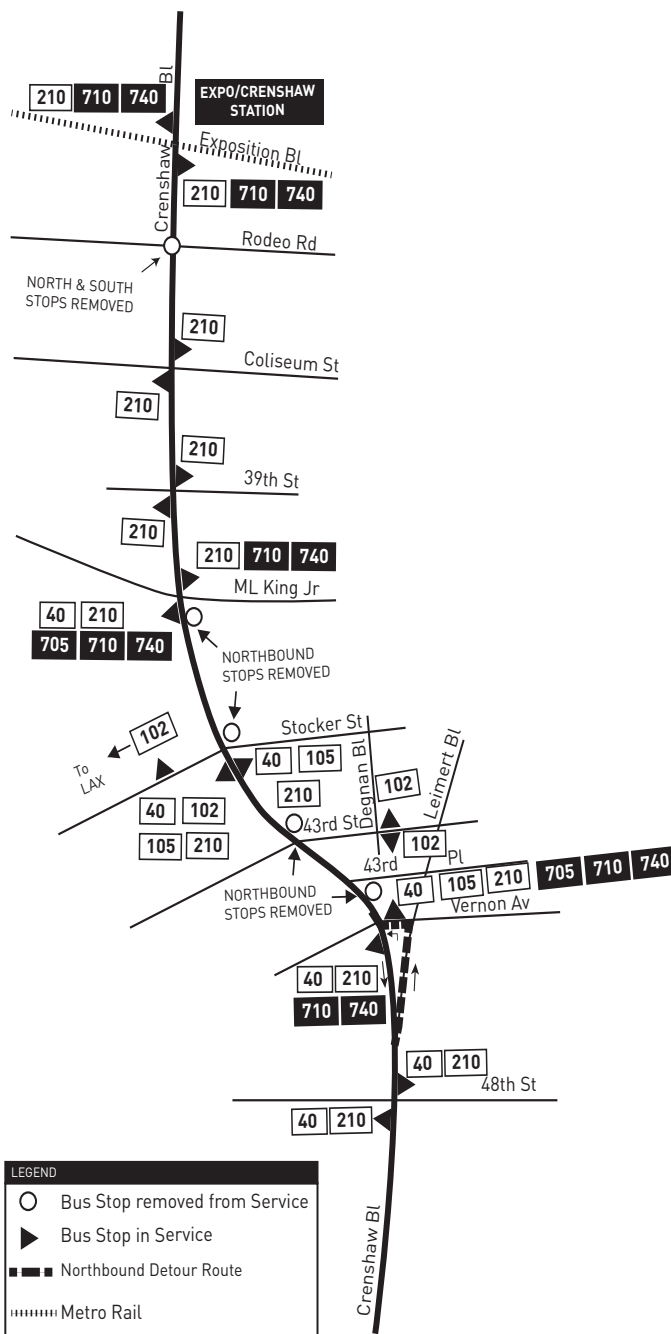 Bl
210 710 740
EXPO/CRENSHAW
STATION
Exposition Bl
Crenshaw
210 710 740
Rodeo Rd
NORTH & SOUTH
STOPS REMOVED
210
Coliseum St
210
210
39th St
210
210 710 740
ML King Jr
40 210
705 710 740
NORTHBOUND
STOPS REMOVED
Stocker St
102
To
LAX
40 105
210
Degnan Bl
Leimert Bl
102
40 102
105 210
43rd St
102
43rd Pl
NORTHBOUND
STOPS REMOVED
40 105 210 705 710 740
Vernon Av
40 210
710 740
40 210
48th St
40 210
Crenshaw Bl
LEGEND
Bus Stop removed from Service
Bus Stop in Service
Northbound Detour Route
Metro Rail